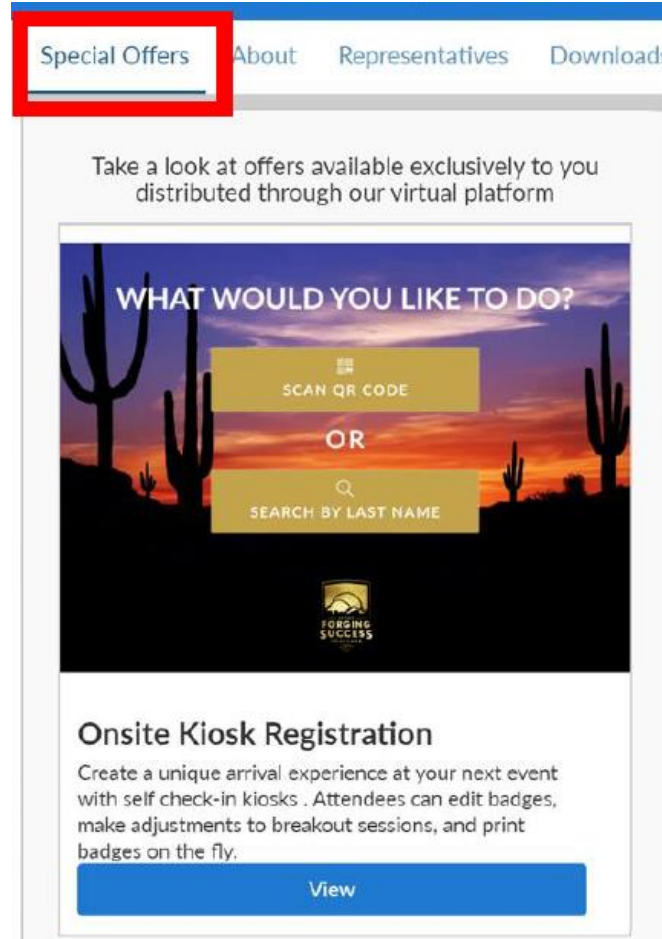 Special Offers About Representatives Downloads
Take a look at offers available exclusively to you
distributed through our virtual platform
WHAT WOULD YOU LIKE TO DO?
SCAN QR CODE
OR
SEARCH BY LAST NAME
FORGING
SUCCESS
Onsite Kiosk Registration
Create a unique arrival experience at your next event
with self check-in kiosks . Attendees can edit badges,
make adjustments to breakout sessions, and print
badges on the fly.
View